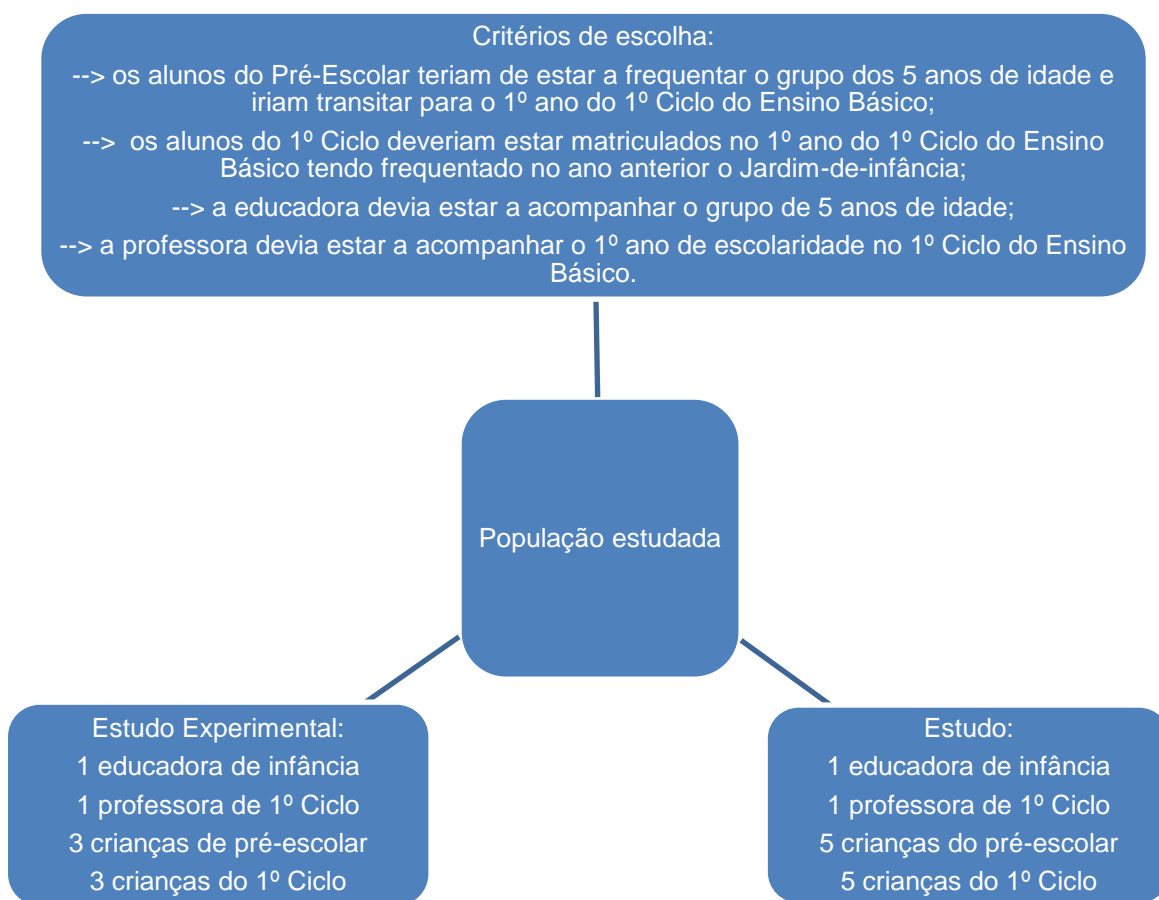 Critérios de escolha:
--> os alunos do Pré-Escolar teriam de estar a frequentar o grupo dos 5 anos de idade e
iriam transitar para o 1º ano do 1º Ciclo do Ensino Básico;
--> os alunos do 1º Ciclo deveriam estar matriculados no 1º ano do 1º Ciclo do Ensino
Básico tendo frequentado no ano anterior o Jardim-de-infância;
--> a educadora devia estar a acompanhar o grupo de 5 anos de idade;
--> a professora devia estar a acompanhar o 1º ano de escolaridade no 1º Ciclo do Ensino
Básico.
População estudada
Estudo Experimental:
1 educadora de infância
1 professora de 1º Ciclo
3 crianças de pré-escolar
3 crianças do 1º Ciclo
Estudo:
1 educadora de infância
1 professora de 1º Ciclo
5 crianças do pré-escolar
5 crianças do 1º Ciclo